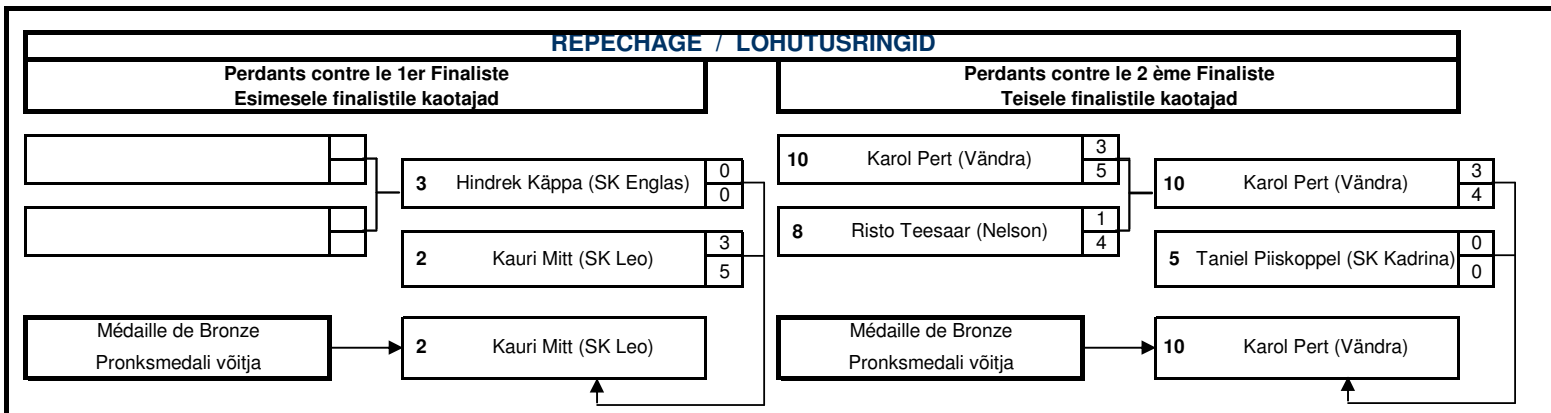 REPECHAGE / LOHUTUSRINGID
Perdants contre le 1er Finaliste
Esimesele finalistile kaotajad
3 Hindrek Käppa (SK Englas) 0
0
2 Kauri Mitt (SK Leo) 3
5
Médaille de Bronze
Pronksmedali võitja
2 Kauri Mitt (SK Leo)
Perdants contre le 2 ème Finaliste
Teisele finalistile kaotajad
10 Karol Pert (Vändra) 3
5
8 Risto Teesaar (Nelson) 1
4
10 Karol Pert (Vändra) 3
4
5 Taniel Piiskoppel (SK Kadrina) 0
0
Médaille de Bronze
Pronksmedali võitja
10 Karol Pert (Vändra)